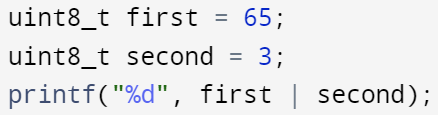 uint8_t first = 65;
uint8_t second = 3;
printf("%d", first | second);